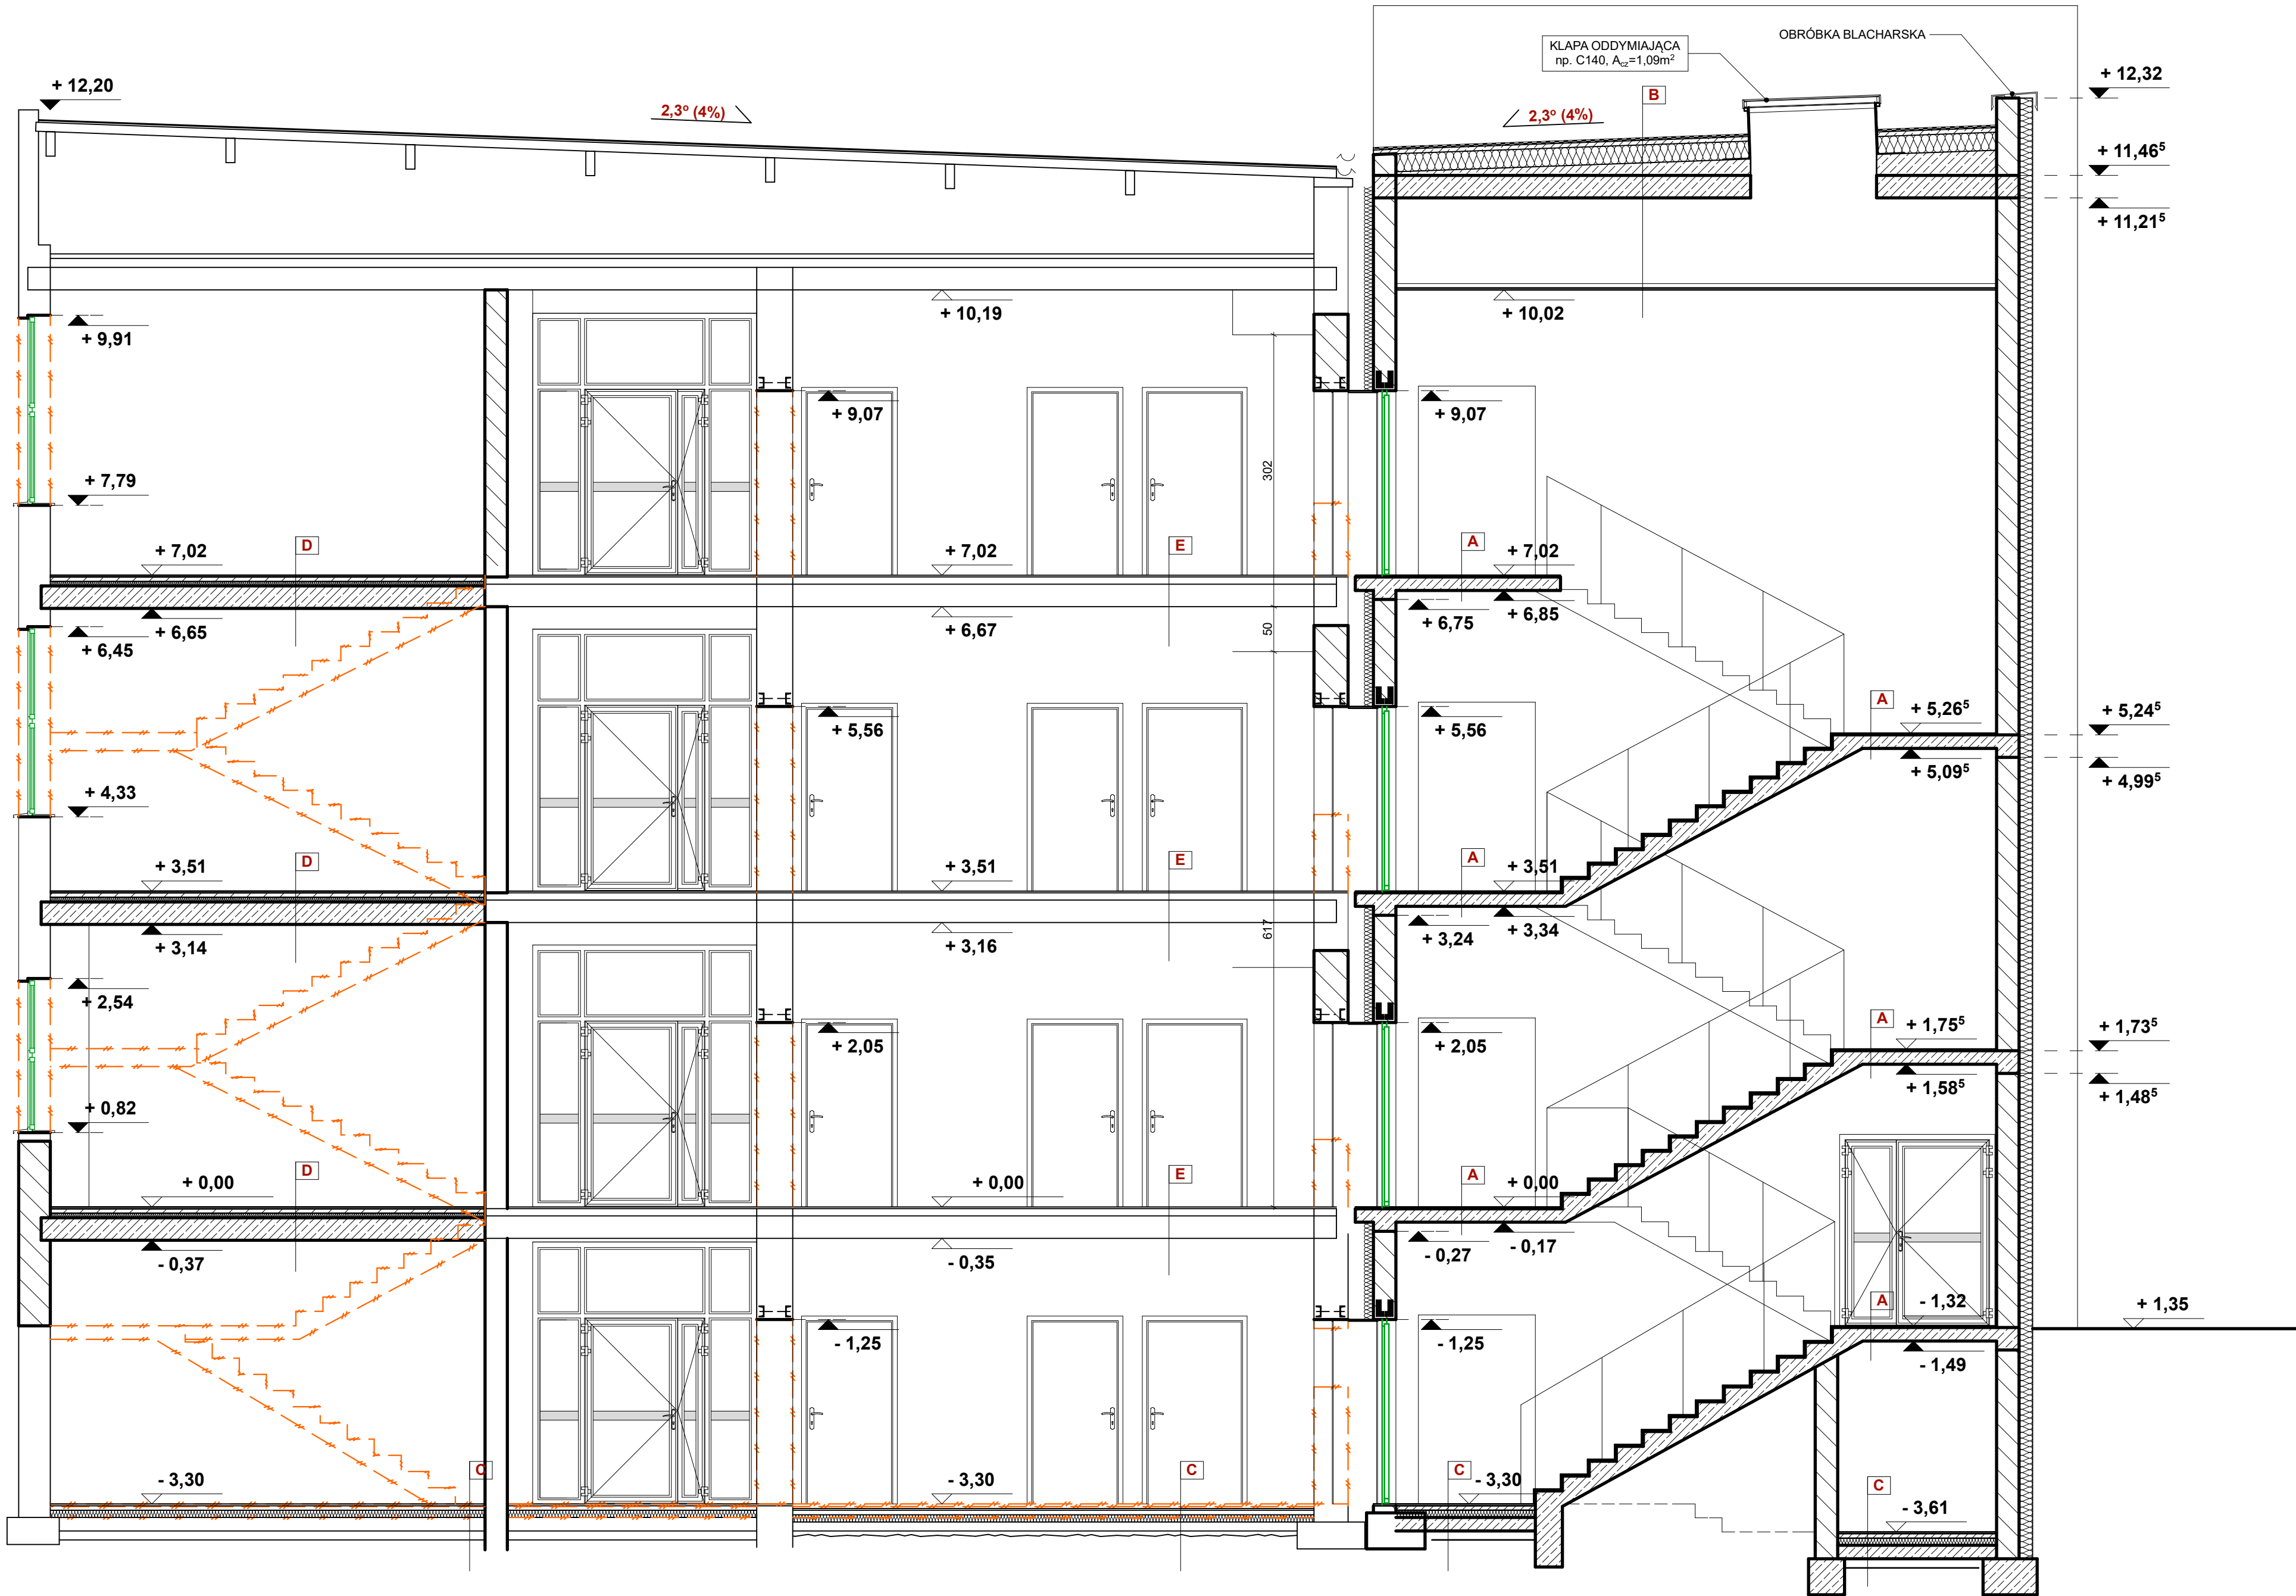 KLAPA ODDYMIAJĄCA
np. C140, Acz=1,09m²
OBRÓBKA BLACHARSKA
+ 12,20
+ 12,32
2,3º (4%)
B
2,3º (4%)
+ 11,46⁵
+ 11,21⁵
+ 10,19
+ 10,02
+ 9,91
+ 9,07
+ 9,07
302
+ 7,79
+ 7,02
D
+ 7,02
E
A
+ 7,02
+ 6,65
+ 6,67
+ 6,75
+ 6,85
+ 6,45
50
A
+ 5,26⁵
+ 5,24⁵
+ 5,56
+ 5,56
+ 5,09⁵
+ 4,99⁵
+ 4,33
+ 3,51
D
+ 3,51
E
A
+ 3,51
617
+ 3,14
+ 3,16
+ 3,24
+ 3,34
+ 2,54
A
+ 1,75⁵
+ 1,73⁵
+ 2,05
+ 2,05
+ 1,58⁵
+ 1,48⁵
+ 0,82
+ 0,00
D
+ 0,00
E
A
+ 0,00
- 0,37
- 0,35
- 0,27
- 0,17
A
- 1,32
+ 1,35
- 1,25
- 1,25
- 1,49
- 3,30
C
- 3,30
C
C
- 3,30
C
- 3,61